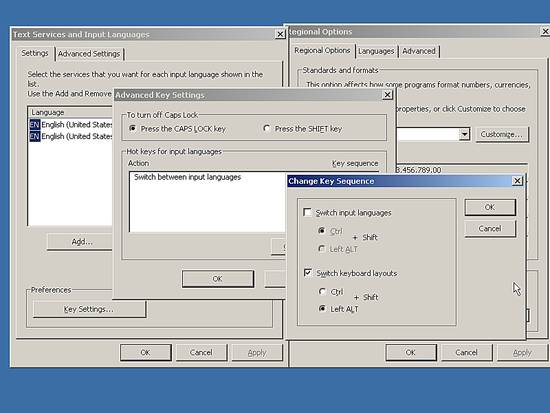 Text Services and Input Languages
Settings
Advanced Settings
Select the services that you want for each input language shown in the
list.
Use the Add and Remove
Language
EN English (United States
EN English (United States
Add...
Preferences
Key Settings...
OK
Cancel
Apply
Regional Options
Regional Options
Languages
Advanced
Standards and formats
This option affects how some programs format numbers, currencies,
properties, or click Customize to choose
Customize...
3.456.789.00
OK
Cancel
Apply
Advanced Key Settings
To turn off Caps Lock
Press the CAPS LOCK key
Press the SHIFT key
Hot keys for input languages
Action
Key sequence
Switch between input languages
OK
Change Key Sequence
Switch input languages
Ctrl
+ Shift
Left ALT
Switch keyboard layouts
Ctrl
+ Shift
Left ALT
OK
Cancel